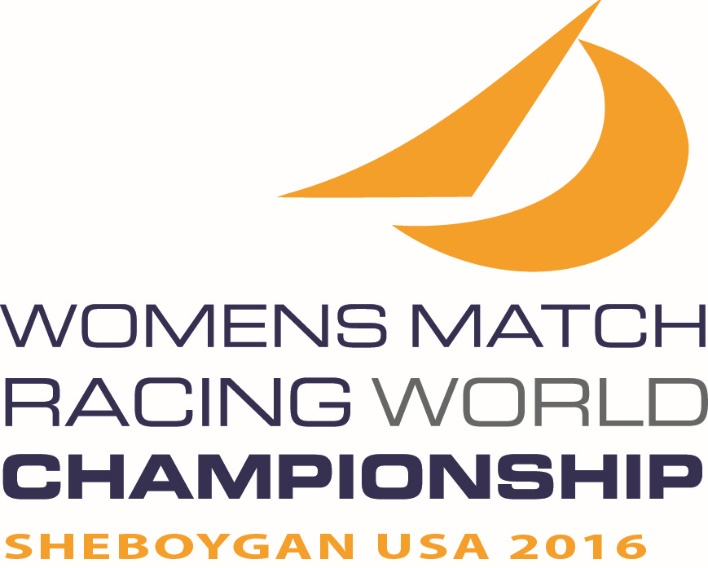 WOMENS MATCH
RACING WORLD
CHAMPIONSHIP
SHEBOYGAN USA 2016